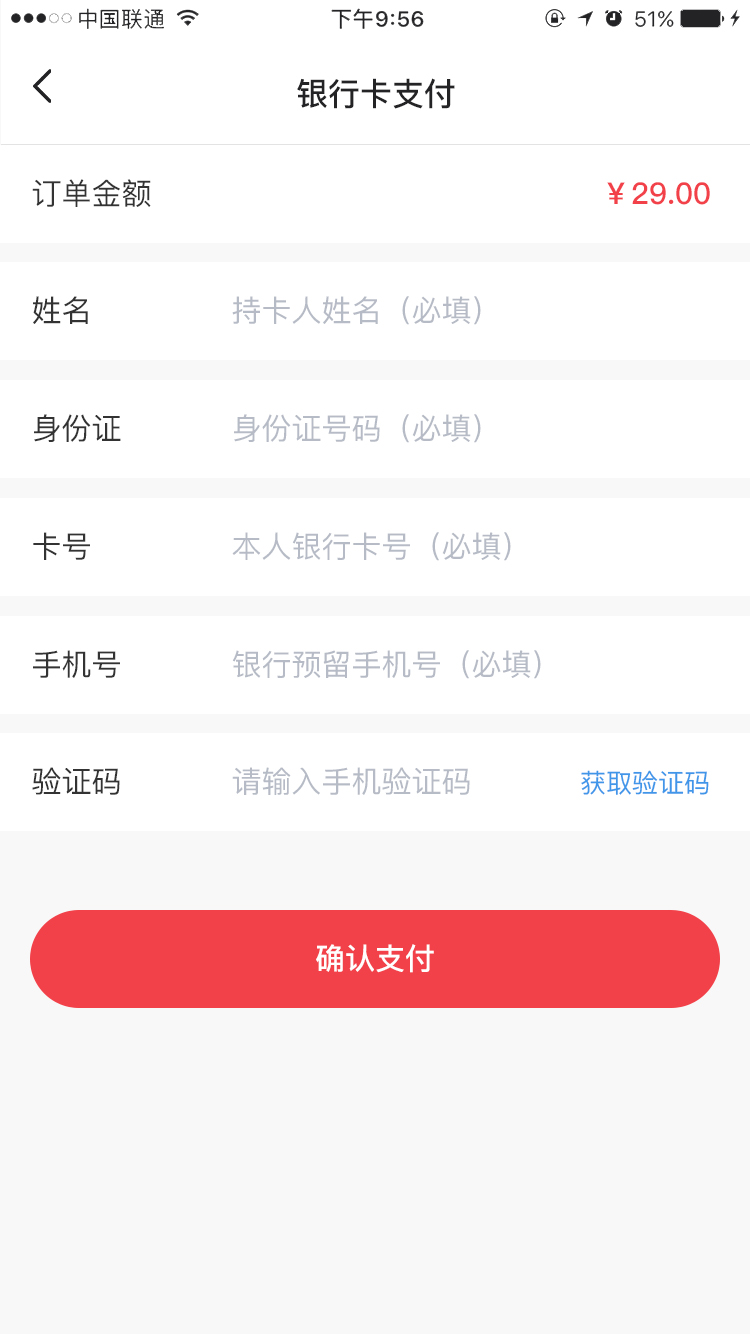 中国联通 下午9:56 51%
银行卡支付
订单金额 ¥ 29.00
姓名 持卡人姓名（必填）
身份证 身份证号码（必填）
卡号 本人银行卡号（必填）
手机号 银行预留手机号（必填）
验证码 请输入手机验证码 获取验证码
确认支付